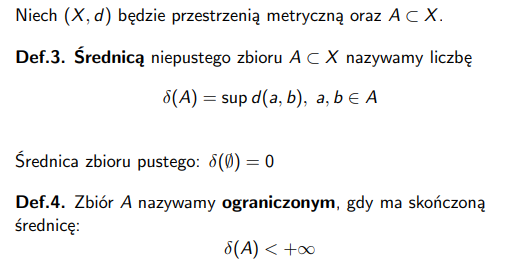 Niech (X, d) będzie przestrzenią metryczną oraz A ⊂ X.
Def.3. Średnicą niepustego zbioru A ⊂ X nazywamy liczbę
δ(A) = sup d(a, b), a, b ∈ A
Średnica zbioru pustego: δ(∅) = 0
Def.4. Zbiór A nazywamy ograniczonym, gdy ma skończoną
średnicę:
δ(A) < +∞